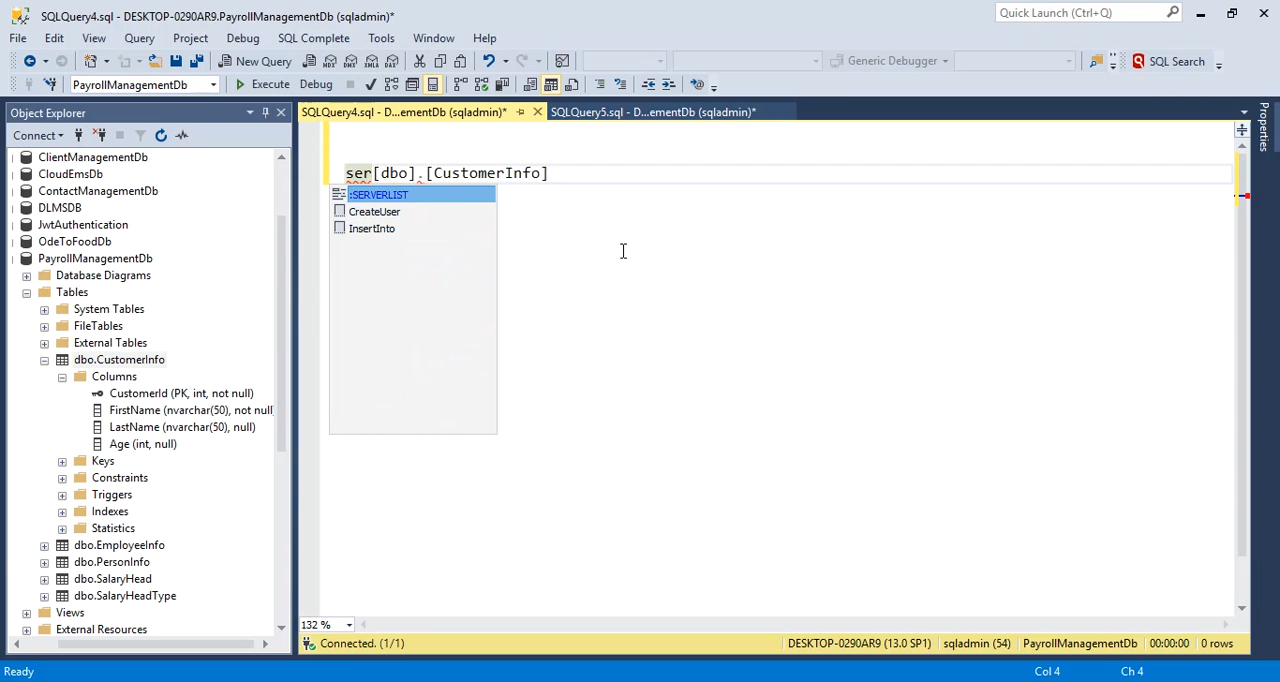 SQLQuery4.sql - DESKTOP-0290AR9.PayrollManagementDb (sqladmin)*
Quick Launch (Ctrl+Q)
File Edit View Query Project Debug SQL Complete Tools Window Help
New Query
Generic Debugger
SQL Search
PayrollManagementDb
Execute Debug
Object Explorer
SQLQuery4.sql - D...ementDb (sqladmin)*
SQLQuery5.sql - D...ementDb (sqladmin)*
Properties
Connect
ClientManagementDb
CloudEmsDb
ContactManagementDb
DLMSDB
JwtAuthentication
OdeToFoodDb
PayrollManagementDb
Database Diagrams
Tables
System Tables
FileTables
External Tables
dbo.CustomerInfo
Columns
CustomerId (PK, int, not null)
FirstName (nvarchar(50), not null
LastName (nvarchar(50), null)
Age (int, null)
Keys
Constraints
Triggers
Indexes
Statistics
dbo.EmployeeInfo
dbo.PersonInfo
dbo.SalaryHead
dbo.SalaryHeadType
Views
External Resources
ser[dbo].[CustomerInfo]
:SERVERLIST
CreateUser
InsertInto
132 %
Connected. (1/1)
DESKTOP-0290AR9 (13.0 SP1)
sqladmin (54)
PayrollManagementDb
00:00:00
0 rows
Ready
Col 4
Ch 4